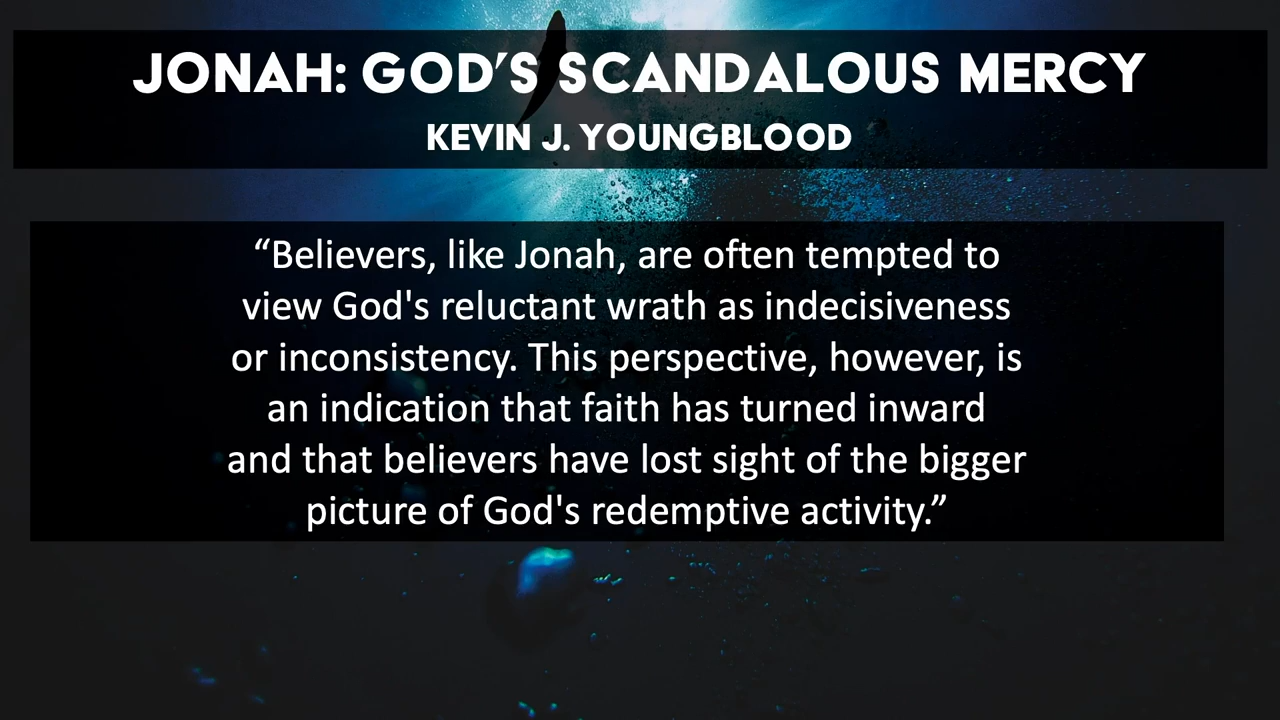 JONAH: GOD’S SCANDALOUS MERCY
KEVIN J. YOUNGBLOOD
“Believers, like Jonah, are often tempted to
view God's reluctant wrath as indecisiveness
or inconsistency. This perspective, however, is
an indication that faith has turned inward
and that believers have lost sight of the bigger
picture of God's redemptive activity.”